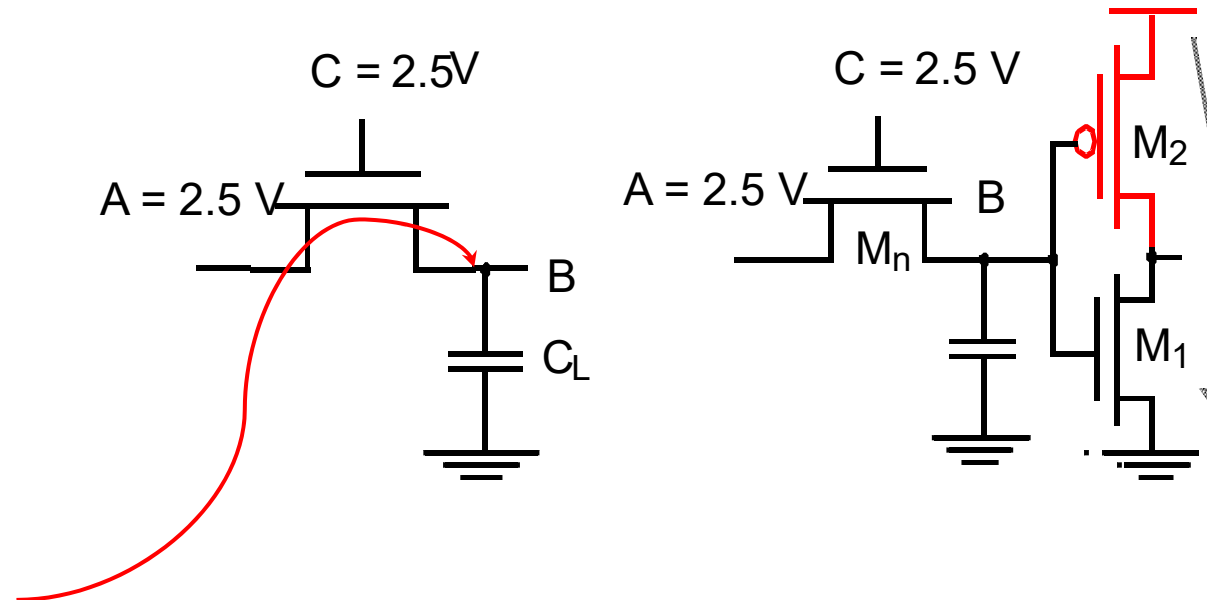 C = 2.5V
A = 2.5 V
B
CL
C = 2.5 V
A = 2.5 V
B
Mn
M2
M1